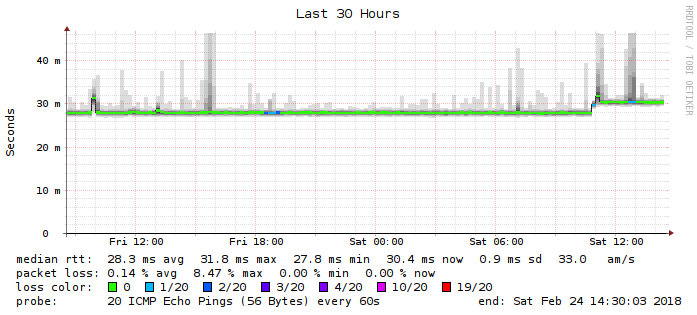 Last 30 Hours
RRDTOOL / TOBI OETIKER
Seconds
40 m
30 m
20 m
10 m
0
Fri 12:00 Fri 18:00 Sat 00:00 Sat 06:00 Sat 12:00
median rtt: 28.3 ms avg 31.8 ms max 27.8 ms min 30.4 ms now 0.9 ms sd 33.0 am/s
packet loss: 0.14 % avg 8.47 % max 0.00 % min 0.00 % now
loss color: 0 1/20 2/20 3/20 4/20 10/20 19/20
probe: 20 ICMP Echo Pings (56 Bytes) every 60s end: Sat Feb 24 14:30:03 2018